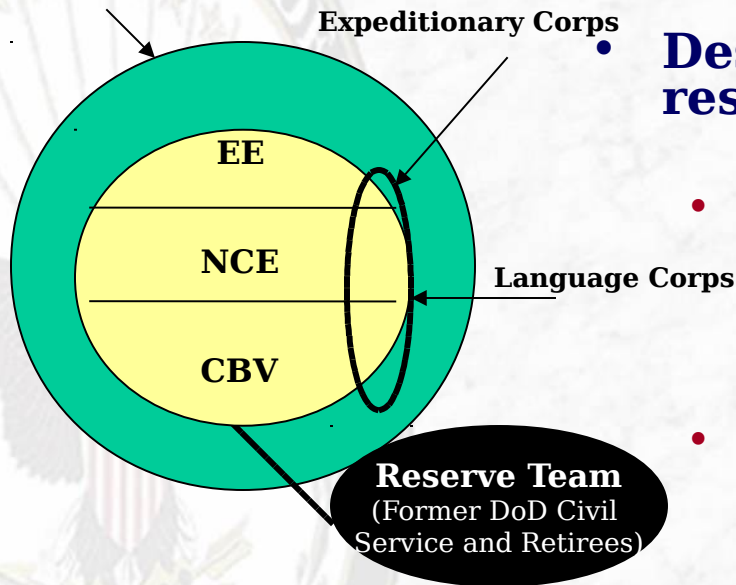 Expeditionary Corps
EE
NCE
CBV
Language Corps
Reserve Team
(Former DoD Civil
Service and Retirees)